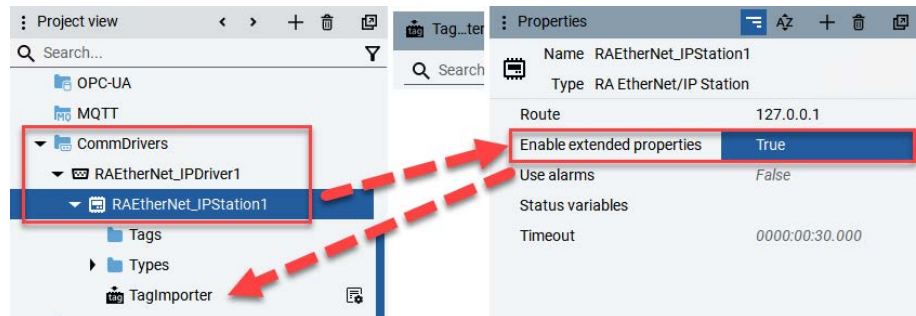 Project view
Search...
OPC-UA
MQTT
CommDrivers
RAEtherNet_IPDriver1
RAEtherNet_IPStation1
Tags
Types
tag TagImporter
tag Tag...ter
Search
Properties
Name RAEtherNet_IPStation1
Type RA EtherNet/IP Station
Route 127.0.0.1
Enable extended properties True
Use alarms False
Status variables
Timeout 0000:00:30.000